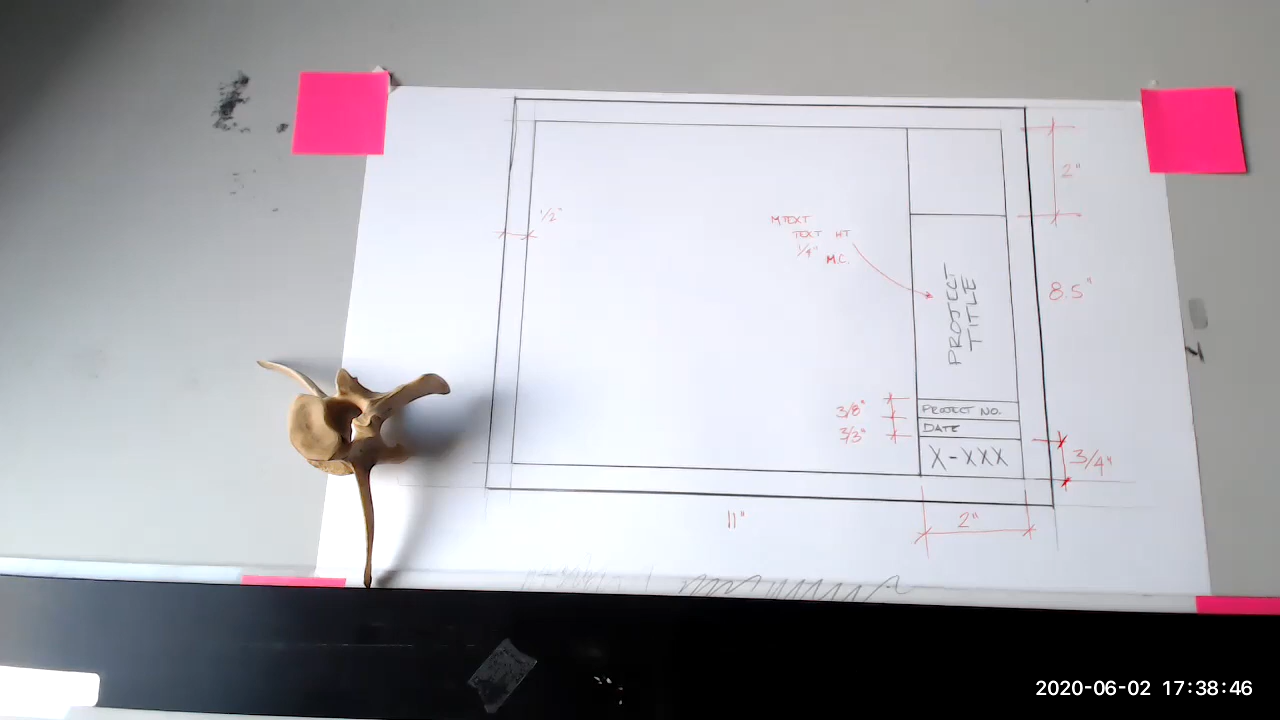 2"
1/2"
MTEXT
TEXT HT
1/4" M.C.
8.5"
PROJECT
TITLE
3/8"
3/3"
PROJECT NO.
DATE
X-XXX
3/4"
11"
2"
2020-06-02 17:38:46